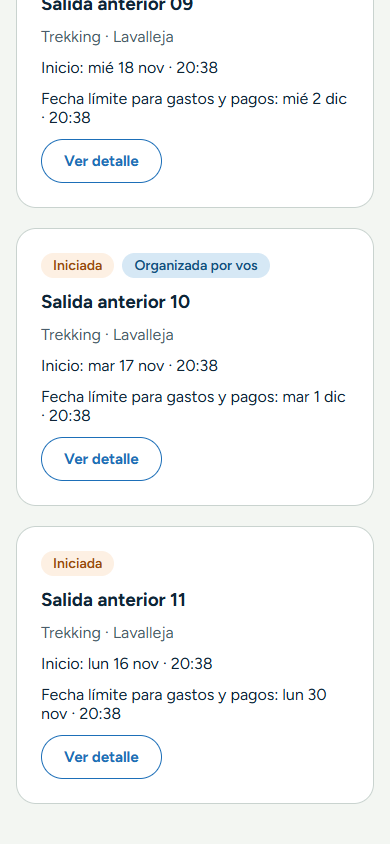 Salida anterior 09
Trekking · Lavalleja
Inicio: mié 18 nov · 20:38
Fecha límite para gastos y pagos: mié 2 dic
· 20:38
Ver detalle
Iniciada
Organizada por vos
Salida anterior 10
Trekking · Lavalleja
Inicio: mar 17 nov · 20:38
Fecha límite para gastos y pagos: mar 1 dic
· 20:38
Ver detalle
Iniciada
Salida anterior 11
Trekking · Lavalleja
Inicio: lun 16 nov · 20:38
Fecha límite para gastos y pagos: lun 30
nov · 20:38
Ver detalle